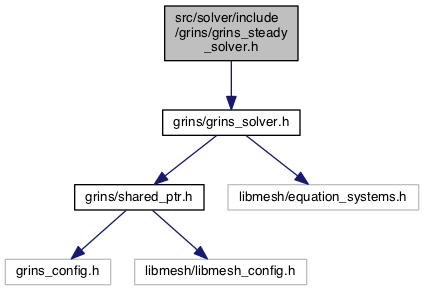 src/solver/include
/grins/grins_steady
_solver.h
grins/grins_solver.h
grins/shared_ptr.h
libmesh/equation_systems.h
grins_config.h
libmesh/libmesh_config.h